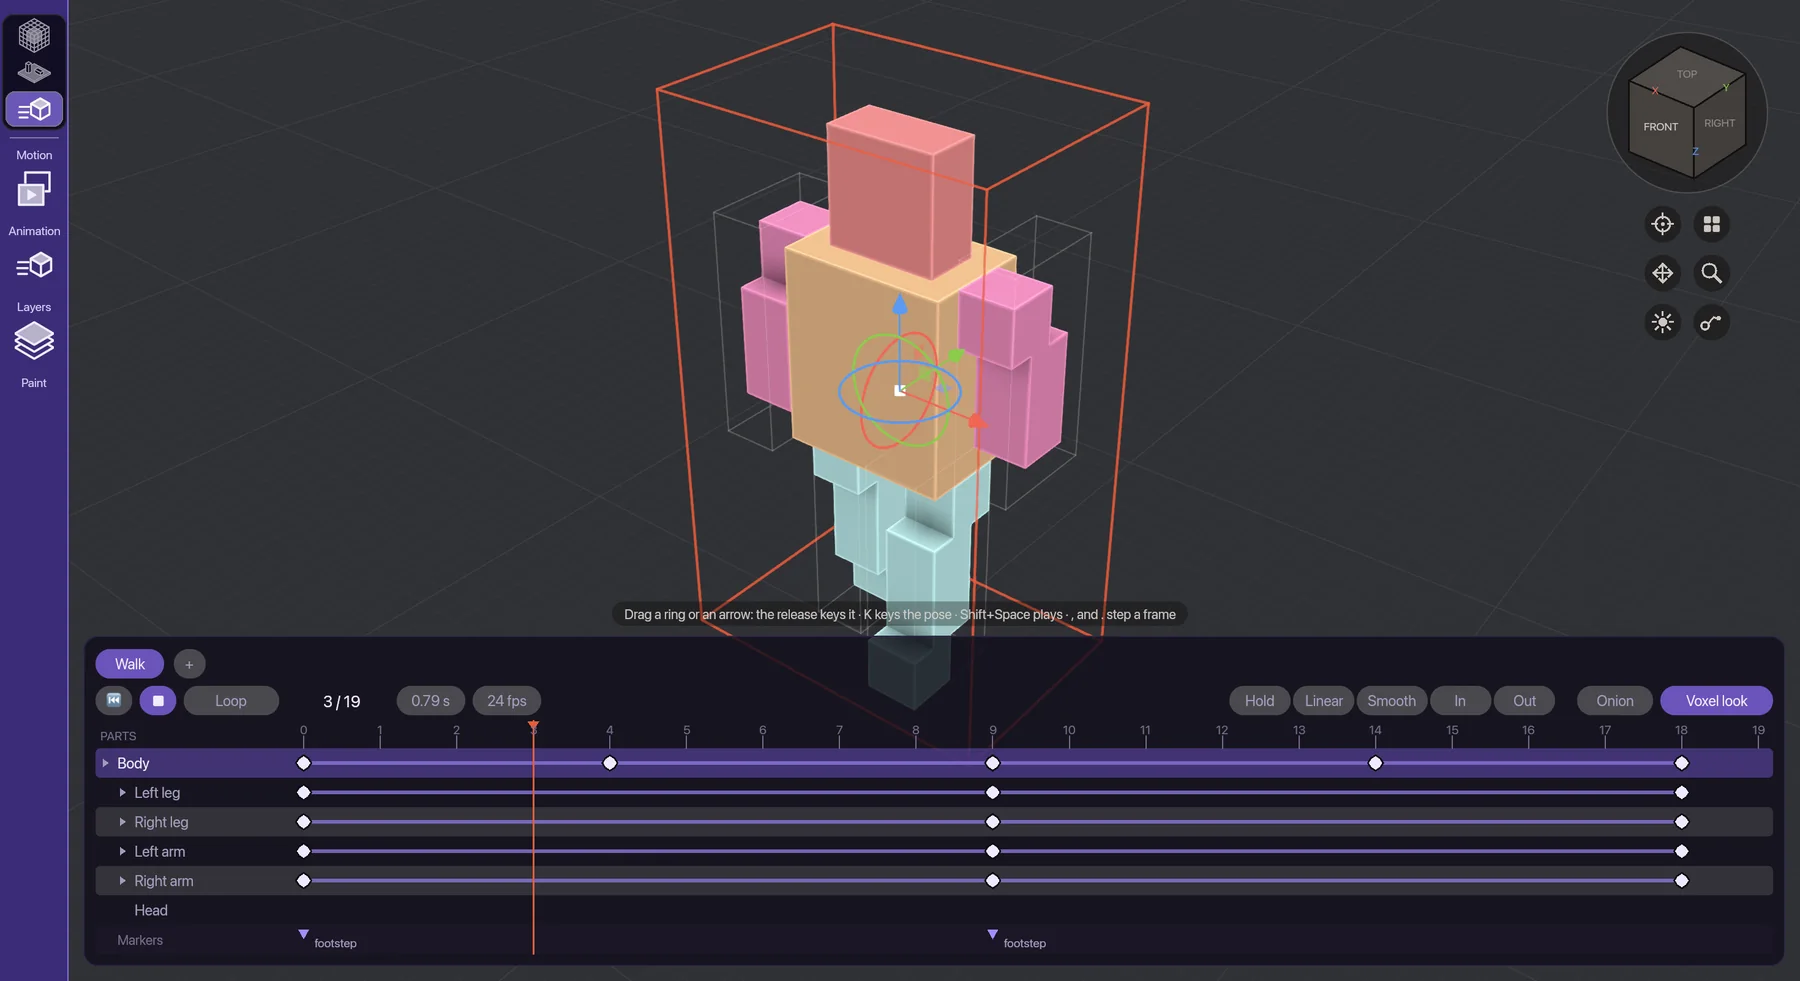 TOP
X
Y
FRONT
RIGHT
Z
Motion
Animation
Layers
Paint
Drag a ring or an arrow: the release keys it · K keys the pose · Shift+Space plays · , and . step a frame
Walk
+
Loop
3 / 19
0.79 s
24 fps
Hold
Linear
Smooth
In
Out
Onion
Voxel look
PARTS
0 1 2 3 4 5 6 7 8 9 10 11 12 13 14 15 16 17 18 19
Body
Left leg
Right leg
Left arm
Right arm
Head
Markers
footstep
footstep